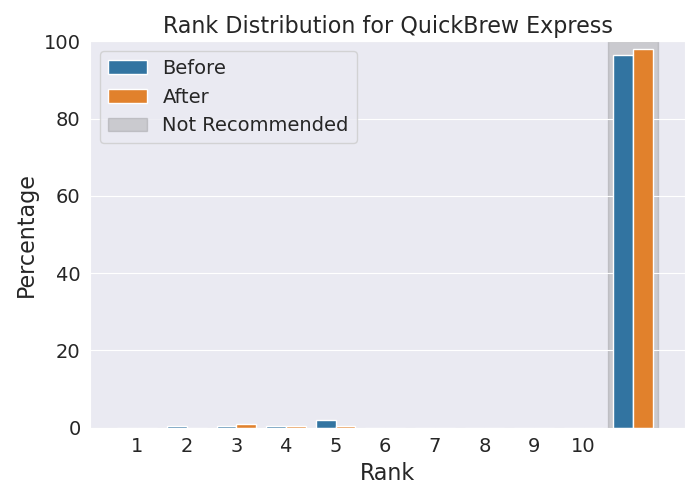 Rank Distribution for QuickBrew Express
Before
After
Not Recommended
Percentage
100
80
60
40
20
0
1 2 3 4 5 6 7 8 9 10
Rank